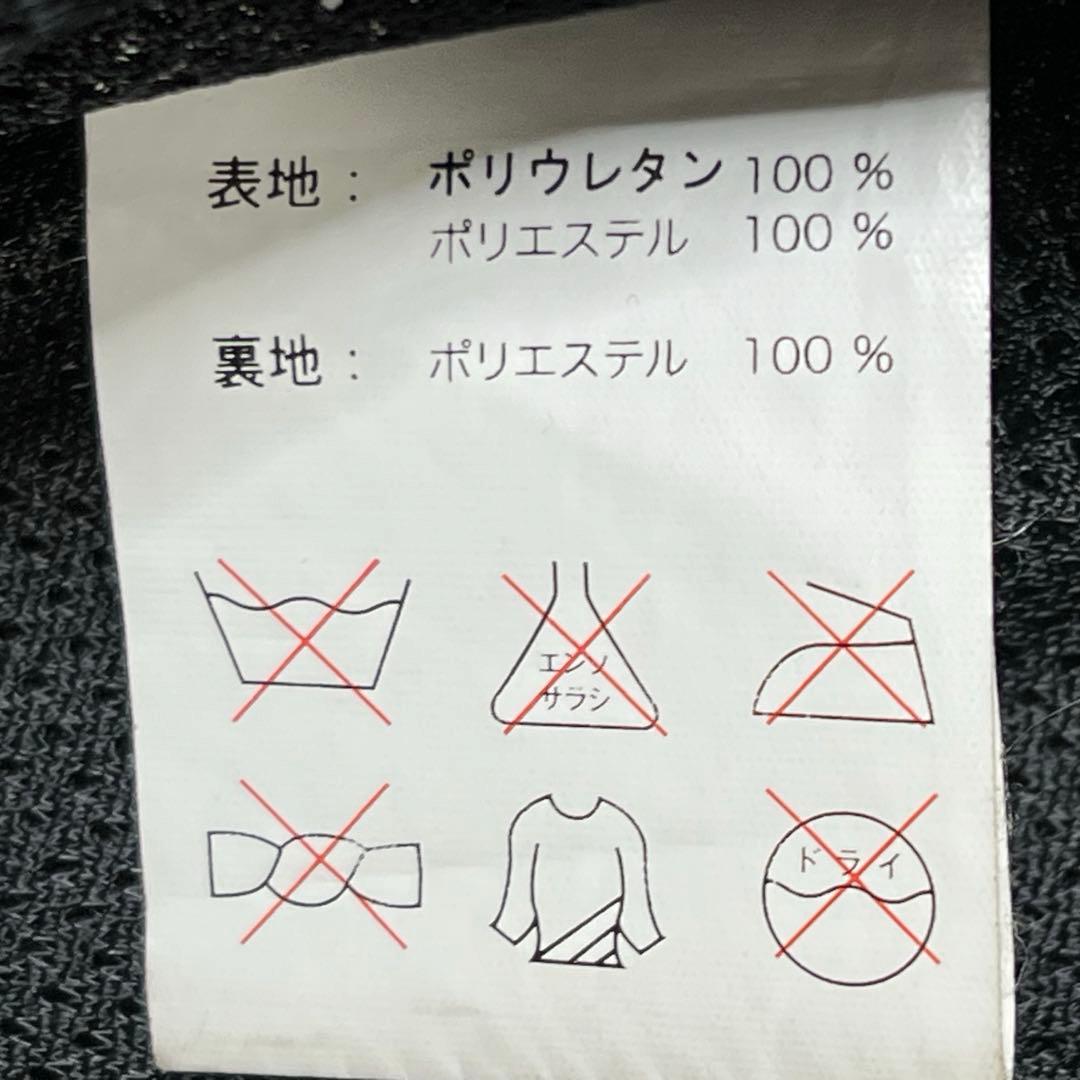 表地： ポリウレタン 100 %
ポリエステル 100 %
裏地： ポリエステル 100 %
エンソ
サラシ
ドライ